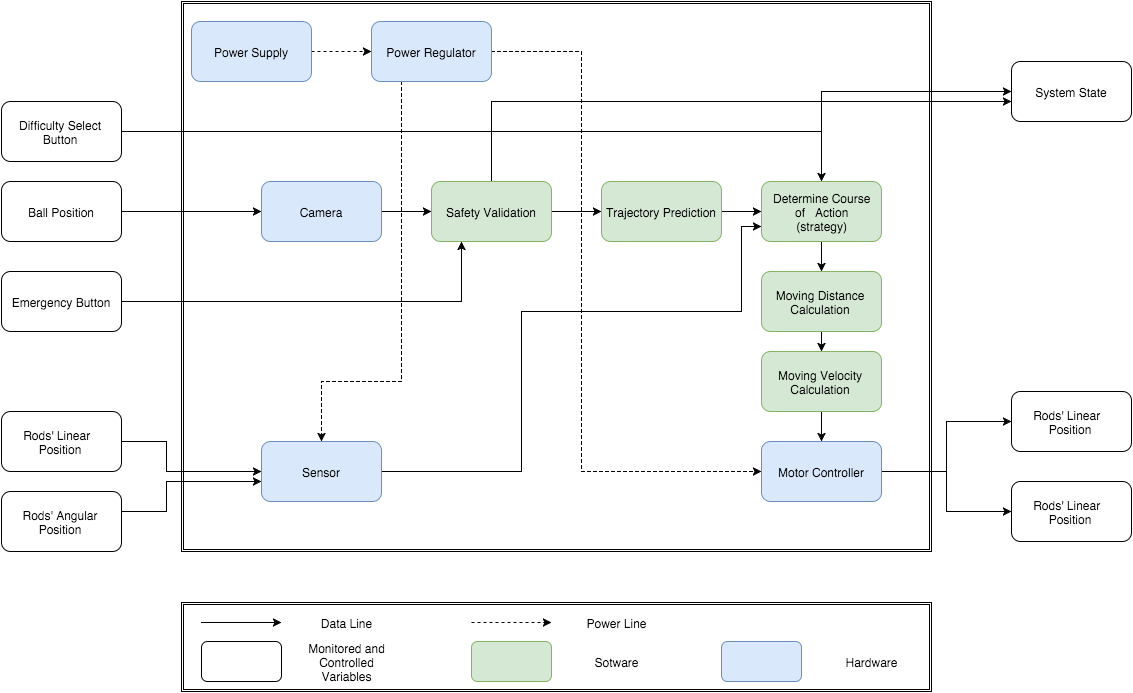 Power Supply
Power Regulator
System State
Difficulty Select
Button
Ball Position
Camera
Safety Validation
Trajectory Prediction
Determine Course
of Action
(strategy)
Emergency Button
Moving Distance
Calculation
Moving Velocity
Calculation
Rods' Linear
Position
Sensor
Motor Controller
Rods' Linear
Position
Rods' Angular
Position
Rods' Linear
Position
Data Line
Power Line
Monitored and
Controlled
Variables
Sotware
Hardware